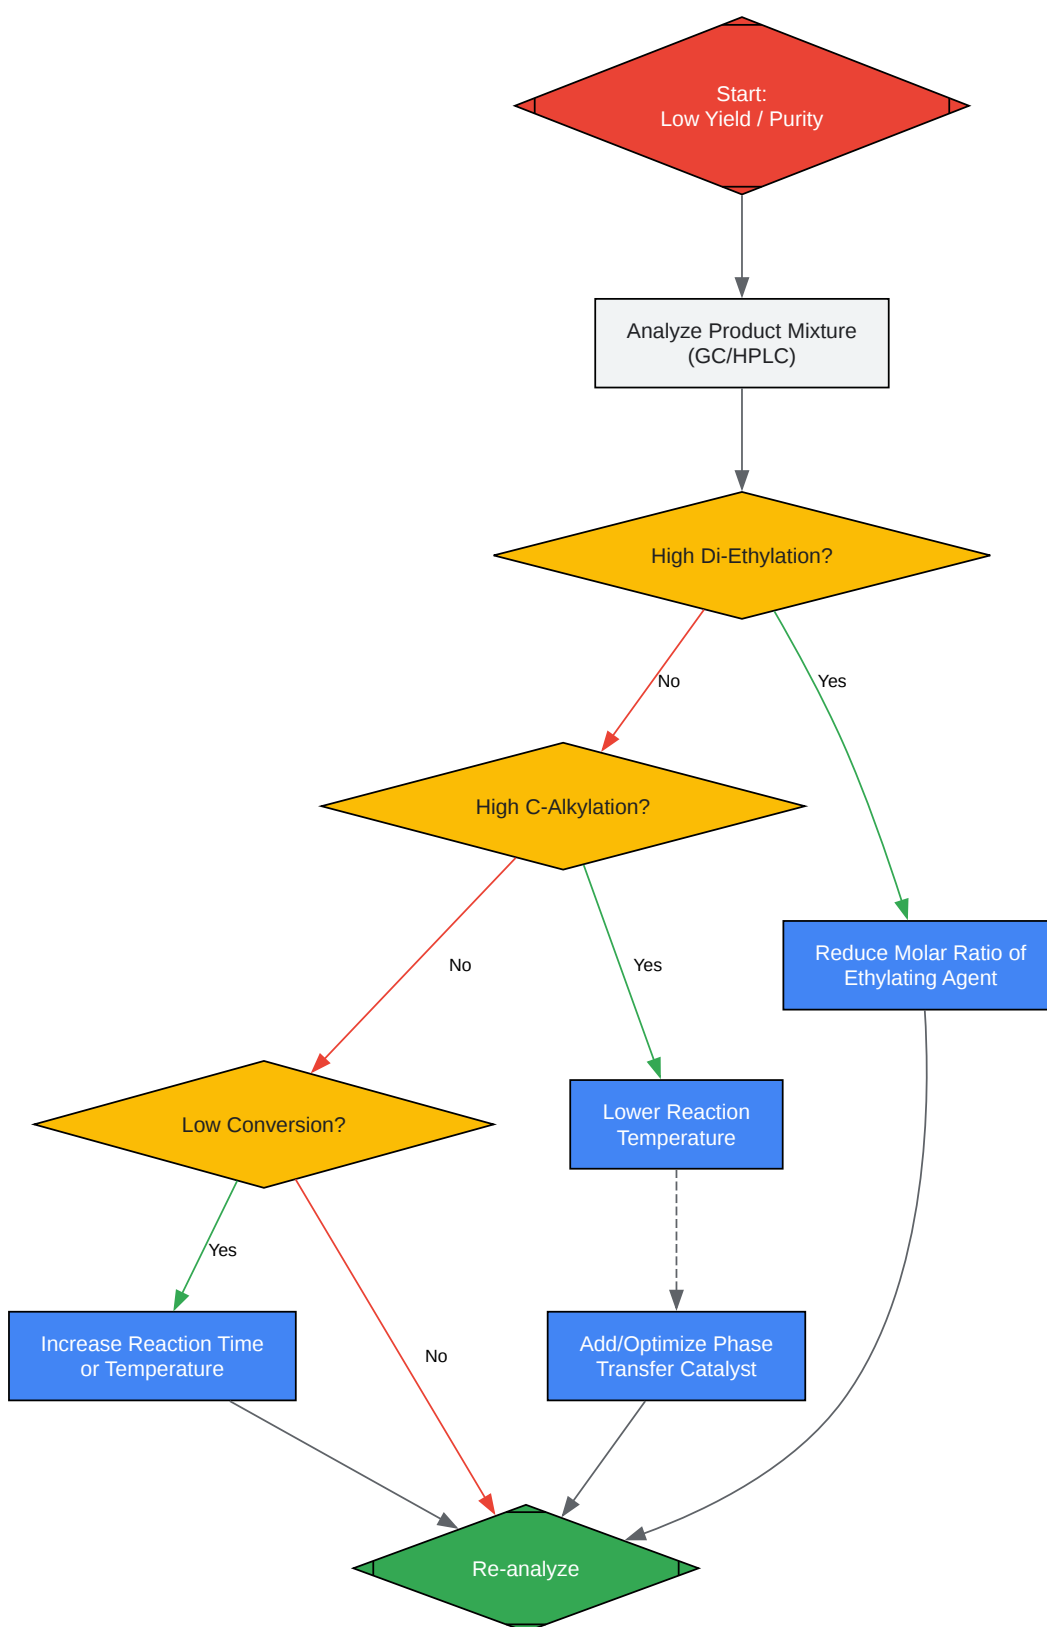 Start:
Low Yield / Purity
Analyze Product Mixture
(GC/HPLC)
High Di-Ethylation?
No
Yes
High C-Alkylation?
Reduce Molar Ratio of
Ethylating Agent
No
Yes
Lower Reaction
Temperature
Low Conversion?
Yes
No
Increase Reaction Time
or Temperature
Add/Optimize Phase
Transfer Catalyst
Re-analyze